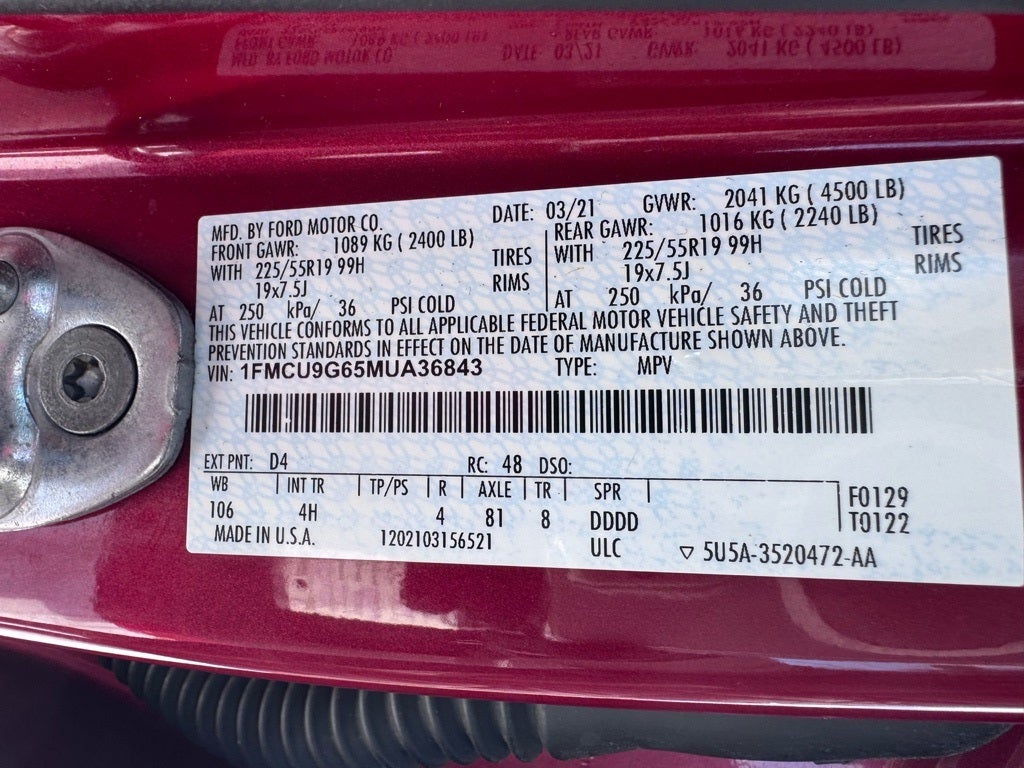 MFD. BY FORD MOTOR CO. DATE: 03/21 GVWR: 2041 KG ( 4500 LB)
FRONT GAWR: 1089 KG ( 2400 LB) REAR GAWR: 1016 KG ( 2240 LB)
WITH 225/55R19 99H TIRES WITH 225/55R19 99H TIRES
19x7.5J RIMS 19x7.5J RIMS
AT 250 kPa/ 36 PSI COLD AT 250 kPa/ 36 PSI COLD
THIS VEHICLE CONFORMS TO ALL APPLICABLE FEDERAL MOTOR VEHICLE SAFETY AND THEFT
PREVENTION STANDARDS IN EFFECT ON THE DATE OF MANUFACTURE SHOWN ABOVE.
VIN: 1FMCU9G65MUA36843 TYPE: MPV
EXT PNT: D4 RC: 48 DSO:
WB INT TR TP/PS R AXLE TR SPR F0129
106 4H 4 81 8 DDDD T0122
MADE IN U.S.A. 1202103156521 ULC 5U5A-3520472-AA